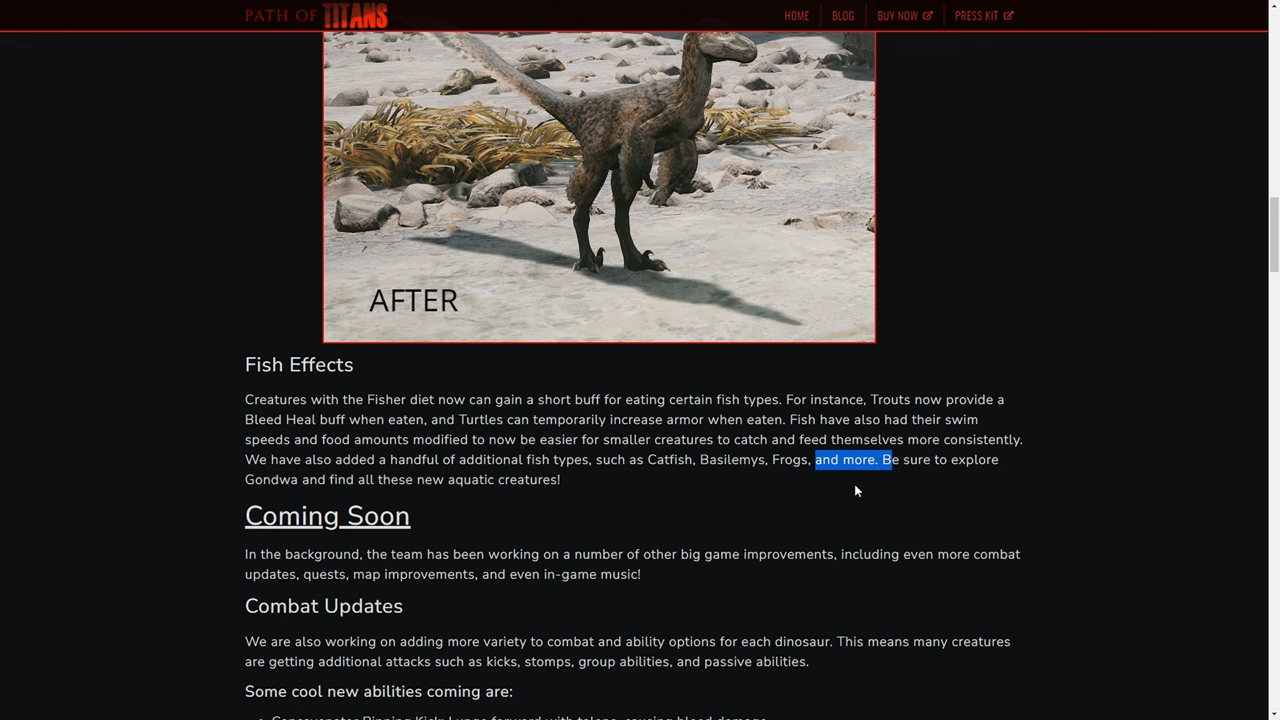 PATH OF TITANS
HOME
BLOG
BUY NOW
PRESS KIT
AFTER
Fish Effects
Creatures with the Fisher diet now can gain a short buff for eating certain fish types. For instance, Trouts now provide a
Bleed Heal buff when eaten, and Turtles can temporarily increase armor when eaten. Fish have also had their swim
speeds and food amounts modified to now be easier for smaller creatures to catch and feed themselves more consistently.
We have also added a handful of additional fish types, such as Catfish, Basilemys, Frogs, and more. Be sure to explore
Gondwa and find all these new aquatic creatures!
Coming Soon
In the background, the team has been working on a number of other big game improvements, including even more combat
updates, quests, map improvements, and even in-game music!
Combat Updates
We are also working on adding more variety to combat and ability options for each dinosaur. This means many creatures
are getting additional attacks such as kicks, stomps, group abilities, and passive abilities.
Some cool new abilities coming are: